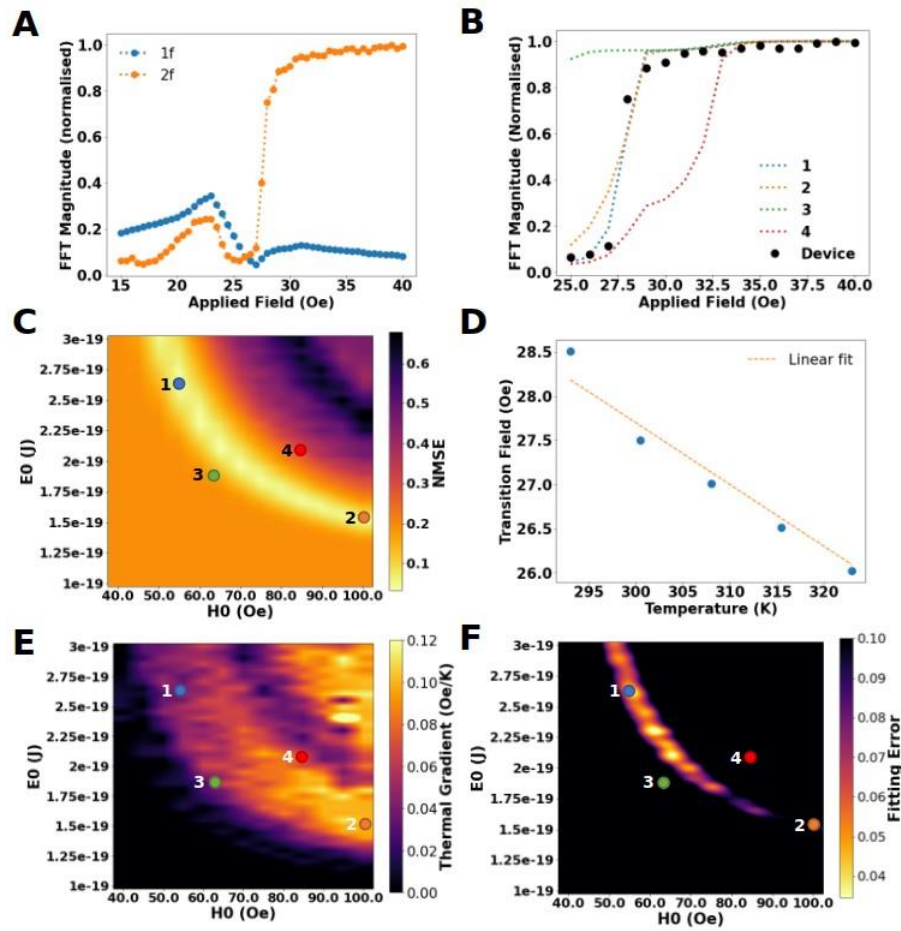 A
FFT Magnitude (normalised)
1.0
0.8
0.6
0.4
0.2
0.0
1f
2f
15
20
25
30
35
40
Applied Field (Oe)
B
FFT Magnitude (Normalised)
1.0
0.8
0.6
0.4
0.2
0.0
1
2
3
4
Device
25.0
27.5
30.0
32.5
35.0
37.5
40.0
Applied Field (Oe)
C
E0 (J)
3e-19
2.75e-19
2.5e-19
2.25e-19
2e-19
1.75e-19
1.5e-19
1.25e-19
1e-19
1
4
3
2
40.0 50.0 60.0 70.0 80.0 90.0 100.0
H0 (Oe)
0.6
0.5
0.4
0.3
0.2
0.1
NMSE
D
Transition Field (Oe)
28.5
28.0
27.5
27.0
26.5
26.0
Linear fit
295
300
305
310
315
320
Temperature (K)
E
E0 (J)
3e-19
2.75e-19
2.5e-19
2.25e-19
2e-19
1.75e-19
1.5e-19
1.25e-19
1e-19
1
4
3
2
40.0 50.0 60.0 70.0 80.0 90.0 100.0
H0 (Oe)
0.12
0.10
0.08
0.06
0.04
0.02
0.00
Thermal Gradient (Oe/K)
F
E0 (J)
3e-19
2.75e-19
2.5e-19
2.25e-19
2e-19
1.75e-19
1.5e-19
1.25e-19
1e-19
1
4
3
2
40.0 50.0 60.0 70.0 80.0 90.0 100.0
H0 (Oe)
0.10
0.09
0.08
0.07
0.06
0.05
0.04
Fitting Error